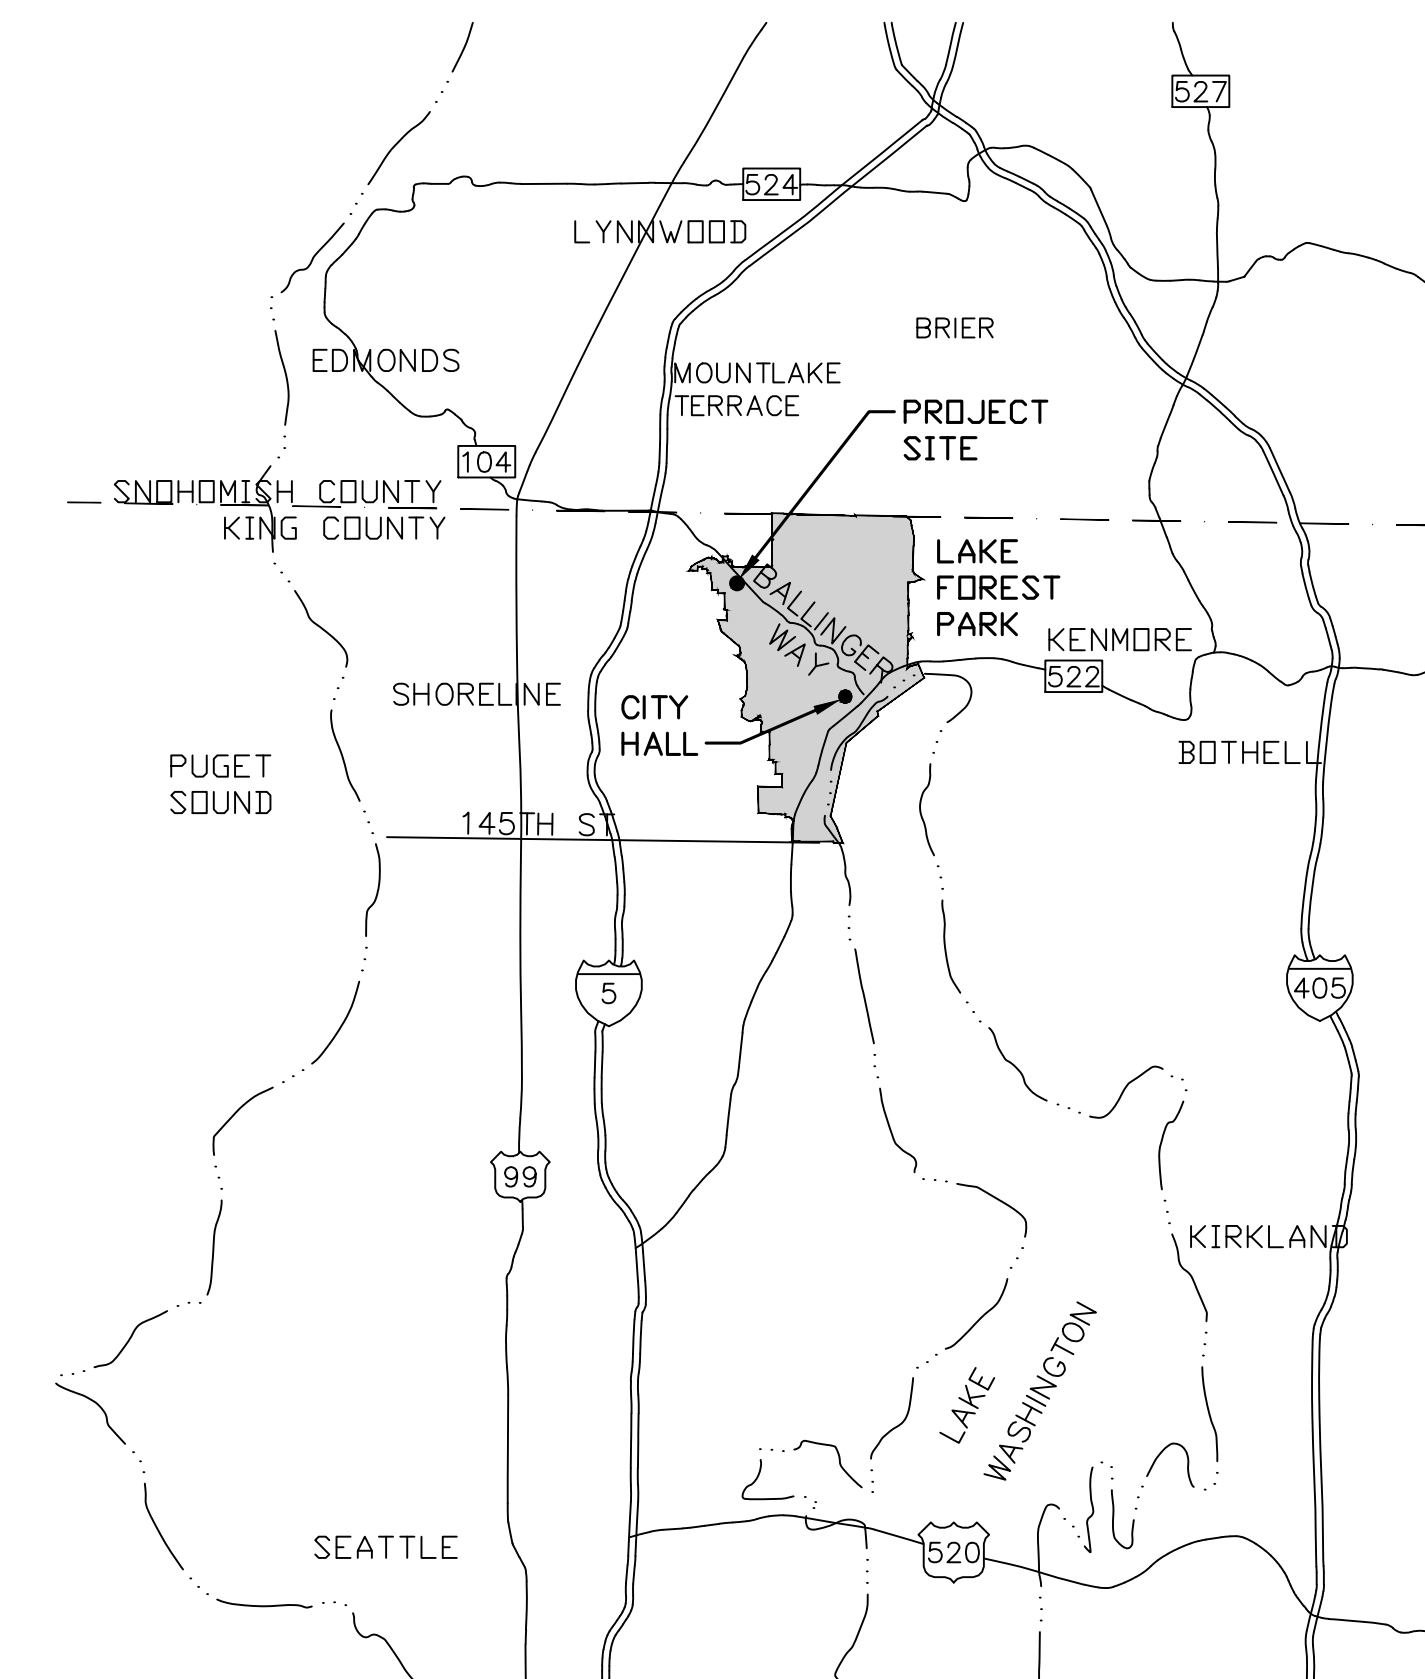 527
524
LYNNWOOD
BRIER
EDMONDS
MOUNTLAKE
TERRACE
PROJECT
SITE
104
SNOHOMISH COUNTY
KING COUNTY
LAKE
FOREST
PARK
BALLINGER
WAY
KENMORE
522
SHORELINE
CITY
HALL
BOTHELL
PUGET
SOUND
145TH ST
5
405
99
KIRKLAND
LAKE
WASHINGTON
SEATTLE
520